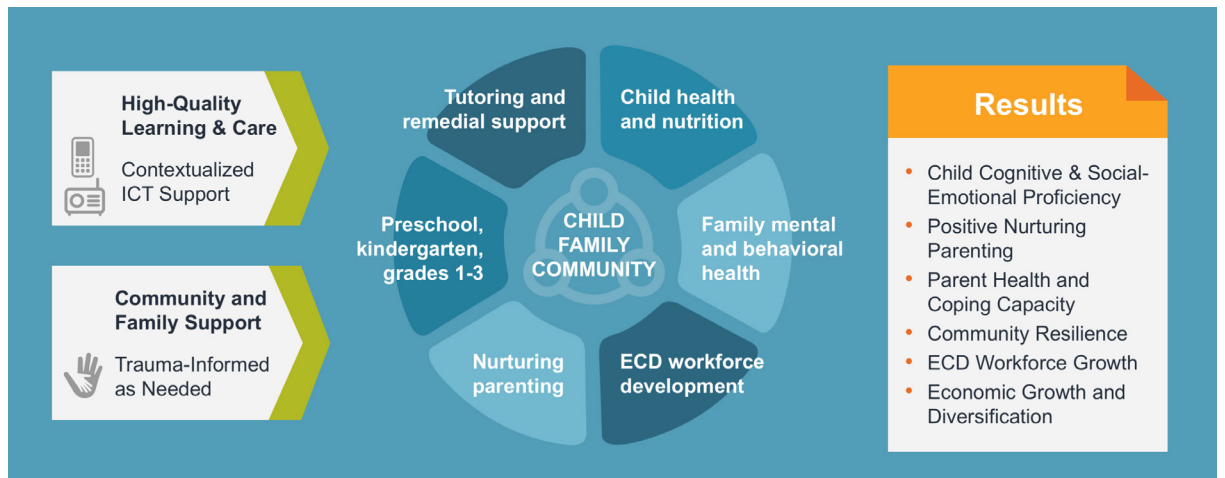 High-Quality
Learning & Care
Contextualized
ICT Support
Community and
Family Support
Trauma-Informed
as Needed
Tutoring and
remedial support
Child health
and nutrition
Preschool,
kindergarten,
grades 1-3
CHILD
FAMILY
COMMUNITY
Family mental
and behavioral
health
Nurturing
parenting
ECD workforce
development
Results
• Child Cognitive & Social-
Emotional Proficiency
• Positive Nurturing
Parenting
• Parent Health and
Coping Capacity
• Community Resilience
• ECD Workforce Growth
• Economic Growth and
Diversification